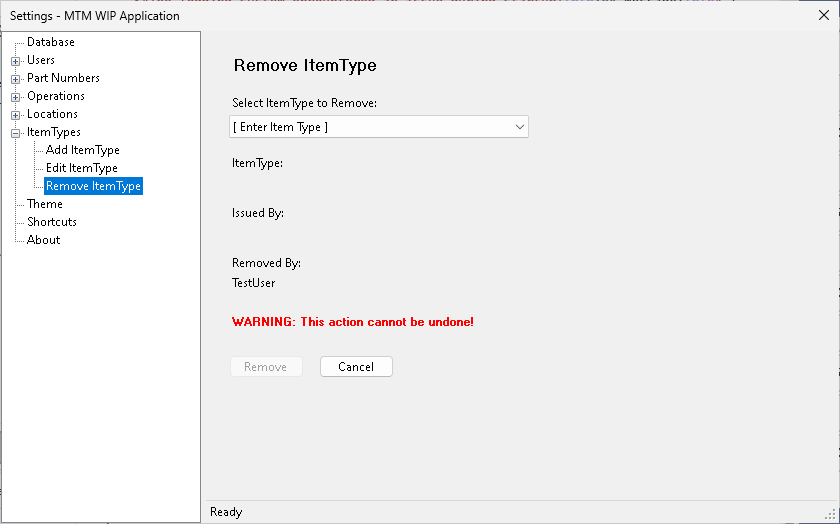 Settings - MTM WIP Application
Database
Users
Part Numbers
Operations
Locations
ItemTypes
Add ItemType
Edit ItemType
Remove ItemType
Theme
Shortcuts
About
Remove ItemType
Select ItemType to Remove:
[ Enter Item Type ]
ItemType:
Issued By:
Removed By:
TestUser
WARNING: This action cannot be undone!
Remove
Cancel
Ready